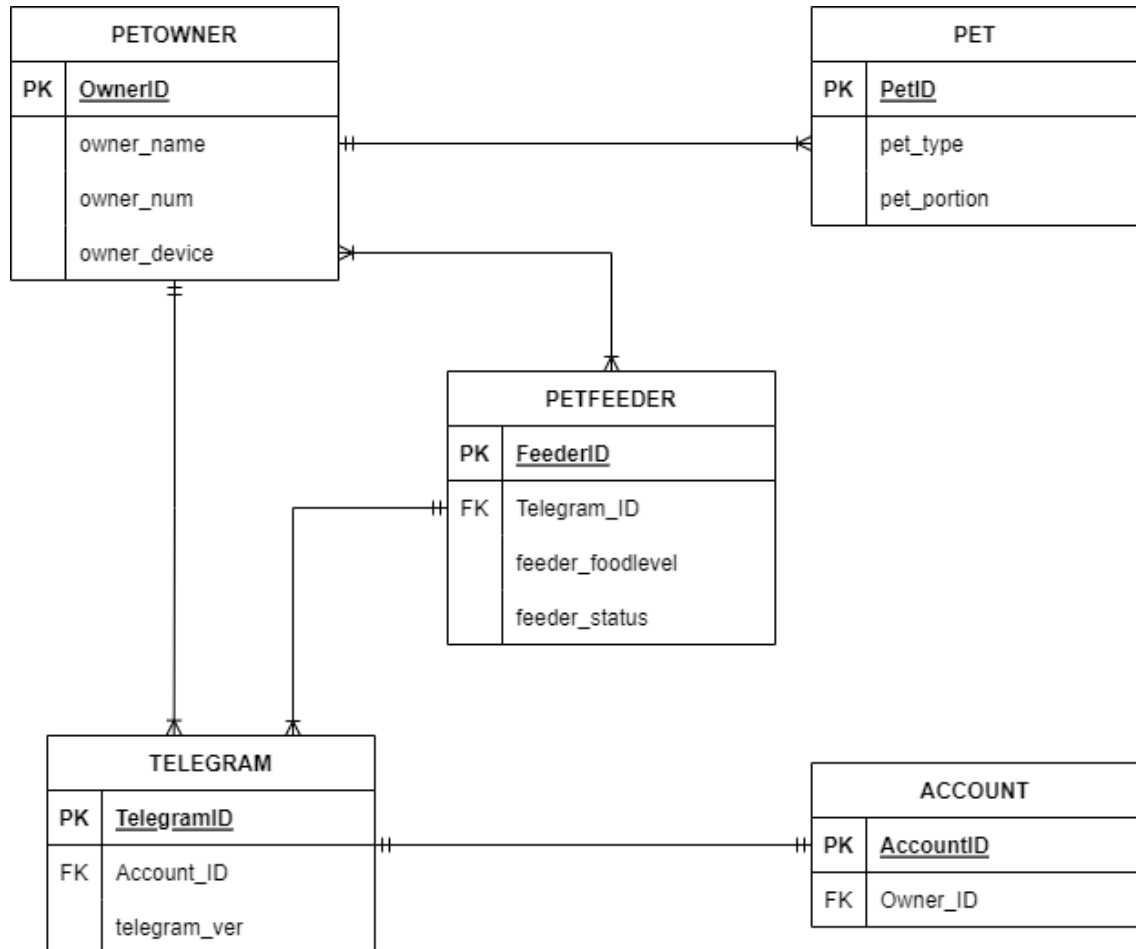 PETOWNER
PK OwnerID
owner_name
owner_num
owner_device
PET
PK PetID
pet_type
pet_portion
PETFEEDER
PK FeederID
FK Telegram_ID
feeder_foodlevel
feeder_status
TELEGRAM
PK TelegramID
FK Account_ID
telegram_ver
ACCOUNT
PK AccountID
FK Owner_ID